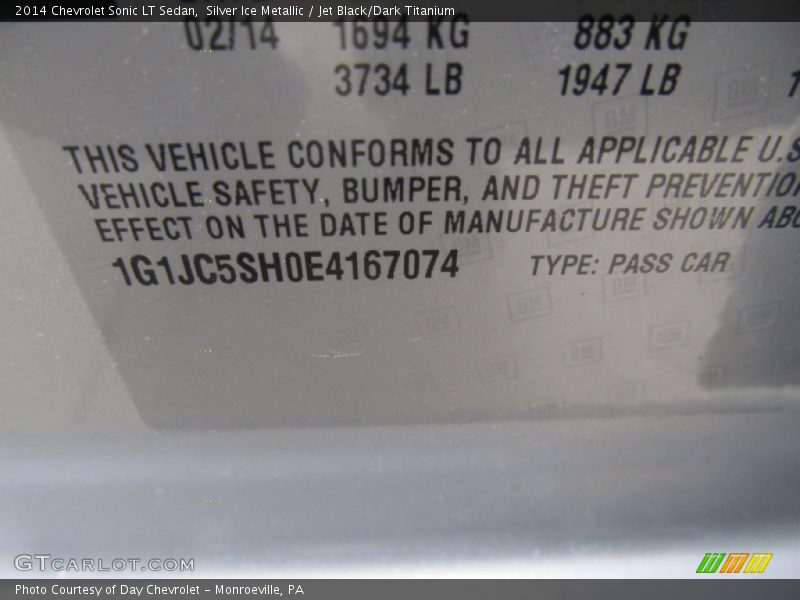 2014 Chevrolet Sonic LT Sedan, Silver Ice Metallic / Jet Black/Dark Titanium
02/14 1694 KG 883 KG
3734 LB 1947 LB 1
THIS VEHICLE CONFORMS TO ALL APPLICABLE U.S
VEHICLE SAFETY, BUMPER, AND THEFT PREVENTION
EFFECT ON THE DATE OF MANUFACTURE SHOWN ABO
1G1JC5SH0E4167074 TYPE: PASS CAR
GTCARLOT.COM
Photo Courtesy of Day Chevrolet - Monroeville, PA